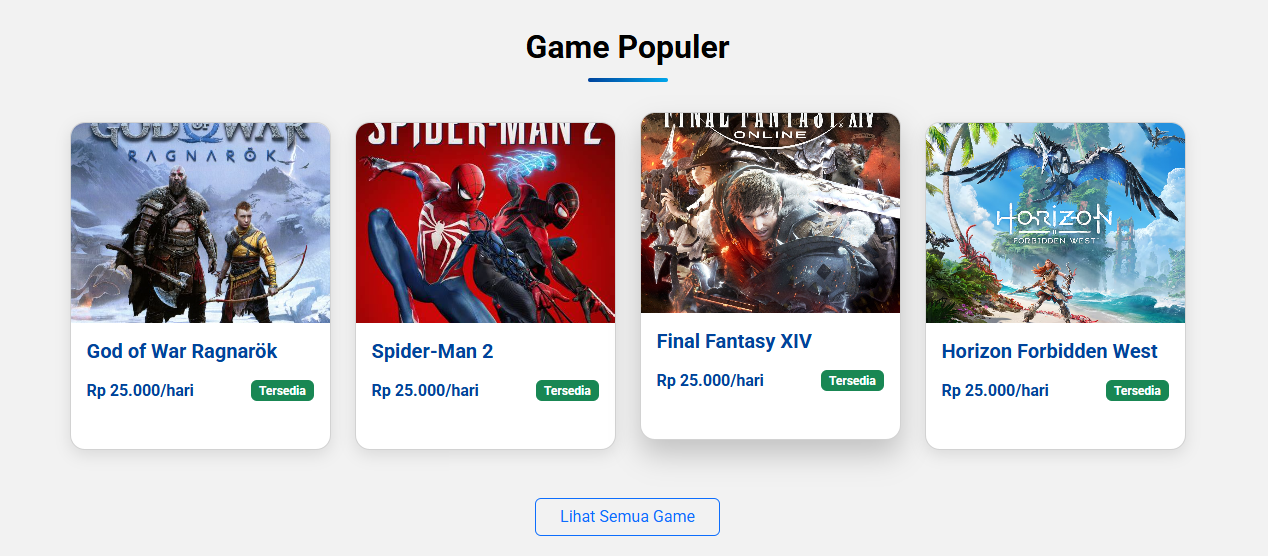 Game Populer
GOD OF WAR
RAGNARÖK
SPIDER-MAN 2
FINAL FANTASY XIV
ONLINE
HORIZON
FORBIDDEN WEST
God of War Ragnarök
Rp 25.000/hari
Tersedia
Spider-Man 2
Rp 25.000/hari
Tersedia
Final Fantasy XIV
Rp 25.000/hari
Tersedia
Horizon Forbidden West
Rp 25.000/hari
Tersedia
Lihat Semua Game